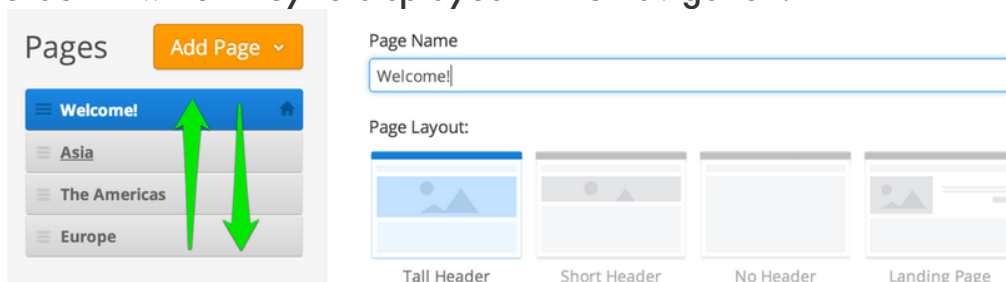 Pages
Add Page
Welcome!
Asia
The Americas
Europe
Page Name
Welcome!
Page Layout:
Tall Header
Short Header
No Header
Landing Page